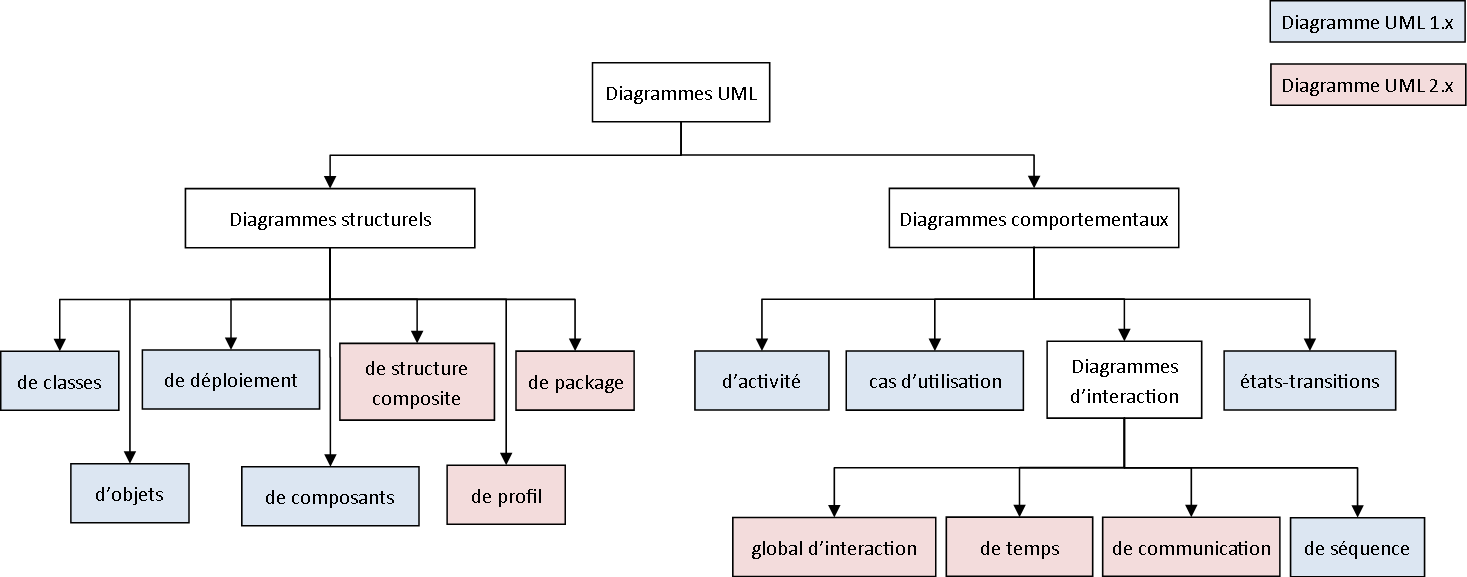 Diagramme UML 1.x
Diagramme UML 2.x
Diagrammes UML
Diagrammes structurels
Diagrammes comportementaux
de classes
de déploiement
de structure
composite
de package
d'objets
de composants
de profil
d'activité
cas d'utilisation
Diagrammes
d'interaction
états-transitions
global d'interaction
de temps
de communication
de séquence